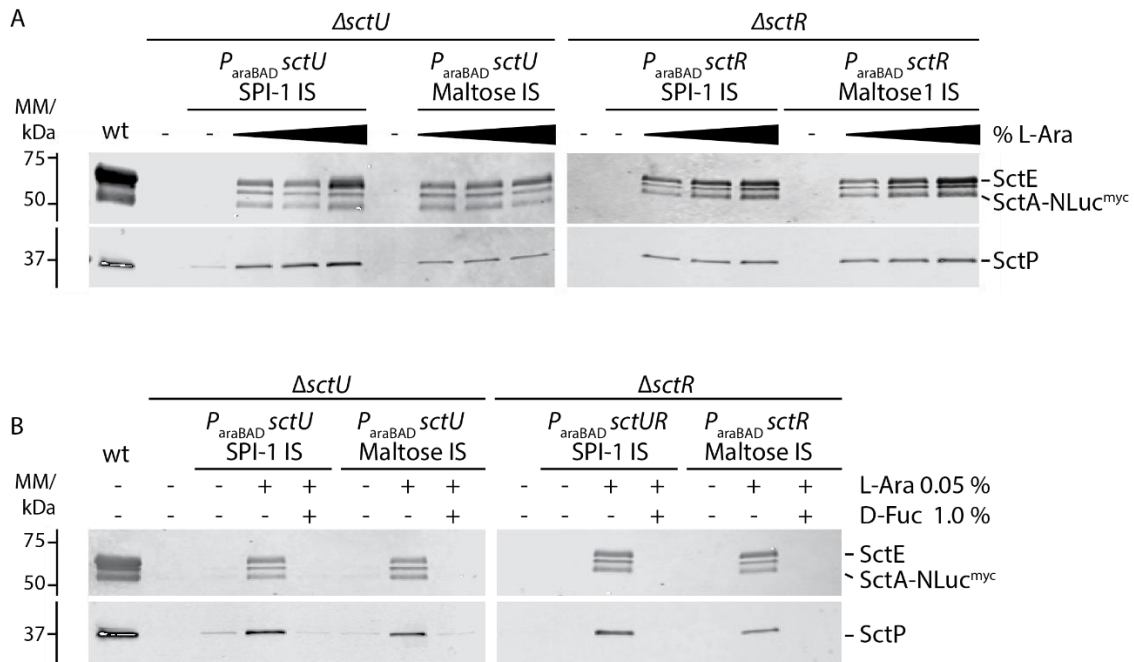 A
ΔsctU ΔsctR
ParaBAD sctU ParaBAD sctU ParaBAD sctR ParaBAD sctR
SPI-1 IS Maltose IS SPI-1 IS Maltose1 IS
MM/
kDa wt - - - - - - % L-Ara
75
SctE
50
SctA-NLucmyc
37 SctP
ΔsctU ΔsctR
B ParaBAD sctU ParaBAD sctU ParaBAD sctUR ParaBAD sctR
wt SPI-1 IS Maltose IS SPI-1 IS Maltose IS
MM/ - - - + + - + + - - + + - + + L-Ara 0.05 %
kDa - - - - + - - + - - - + - - + D-Fuc 1.0 %
75
SctE
50 SctA-NLucmyc
37 SctP